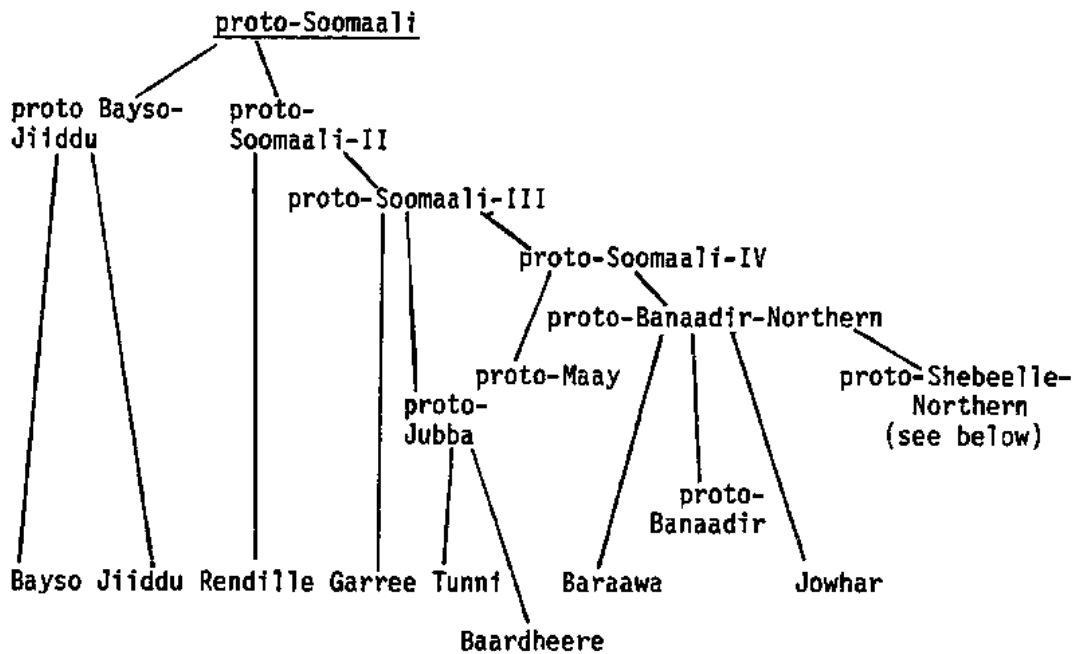 proto-Soomaali
proto Bayso-
Jiiddu
proto-
Soomaali-II
proto-Soomaali-III
proto-Soomaali-IV
proto-Banaadir-Northern
proto-Maay
proto-Shebeelle-
Northern
(see below)
proto-
Jubba
proto-
Banaadir
Bayso Jiiddu Rendille Garree Tunni Baraawa Jowhar
Baardheere